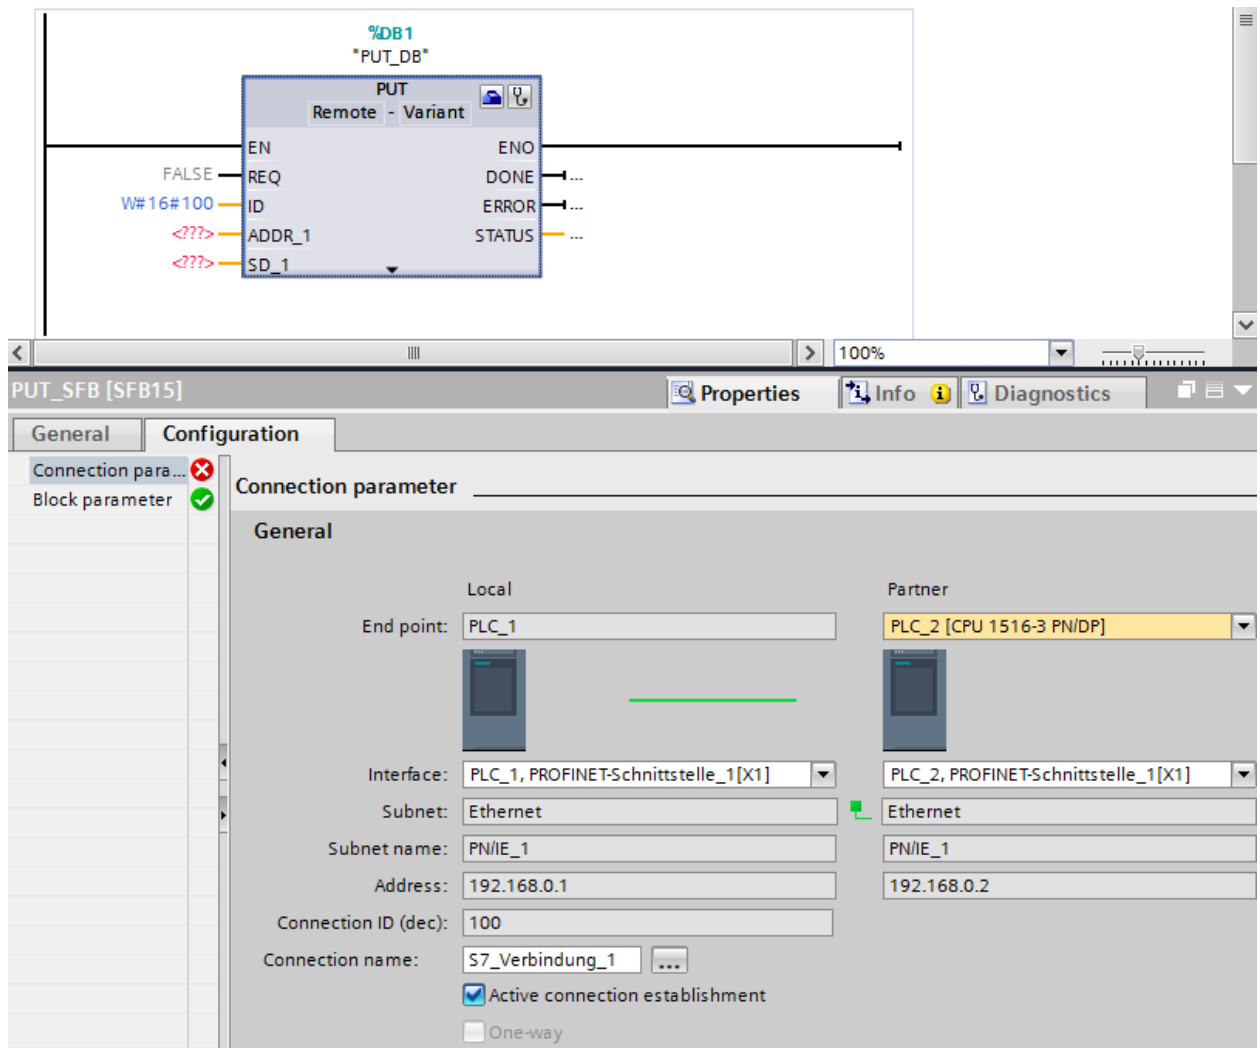 %DB1
"PUT_DB"
PUT
Remote - Variant
EN ENO
FALSE REQ DONE ...
W#16#100 ID ERROR ...
<???> ADDR_1 STATUS ...
<???> SD_1
100%
PUT_SFB [SFB15] Properties Info Diagnostics
General Configuration
Connection para...
Block parameter
Connection parameter
General
Local Partner
End point: PLC_1 PLC_2 [CPU 1516-3 PN/DP]
Interface: PLC_1, PROFINET-Schnittstelle_1[X1] PLC_2, PROFINET-Schnittstelle_1[X1]
Subnet: Ethernet Ethernet
Subnet name: PN/IE_1 PN/IE_1
Address: 192.168.0.1 192.168.0.2
Connection ID (dec): 100
Connection name: S7_Verbindung_1 ...
Active connection establishment
One-way